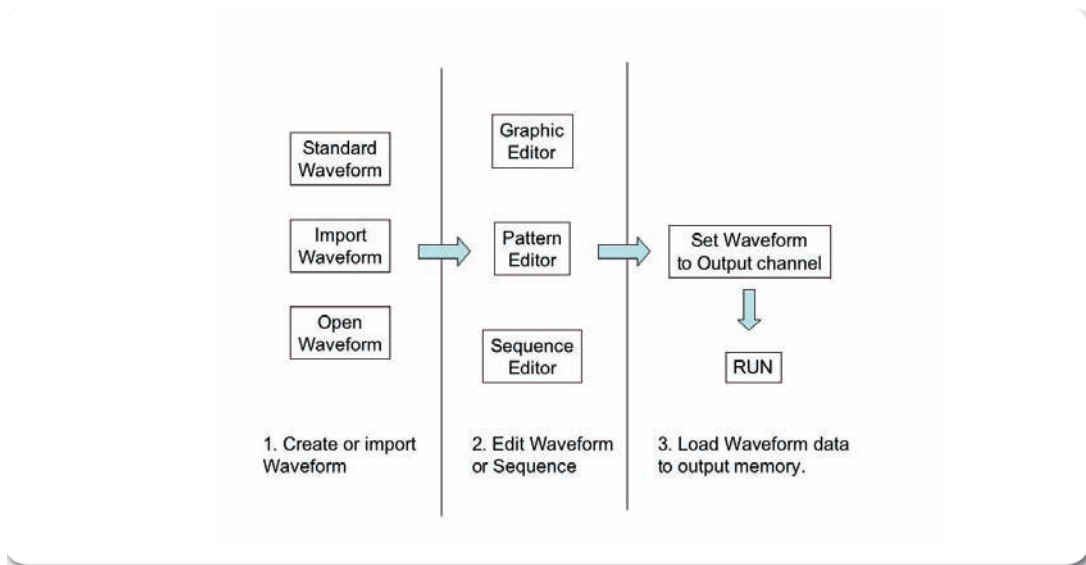 Standard
Waveform
Import
Waveform
Open
Waveform
1. Create or import
Waveform
Graphic
Editor
Pattern
Editor
Sequence
Editor
2. Edit Waveform
or Sequence
Set Waveform
to Output channel
RUN
3. Load Waveform data
to output memory.